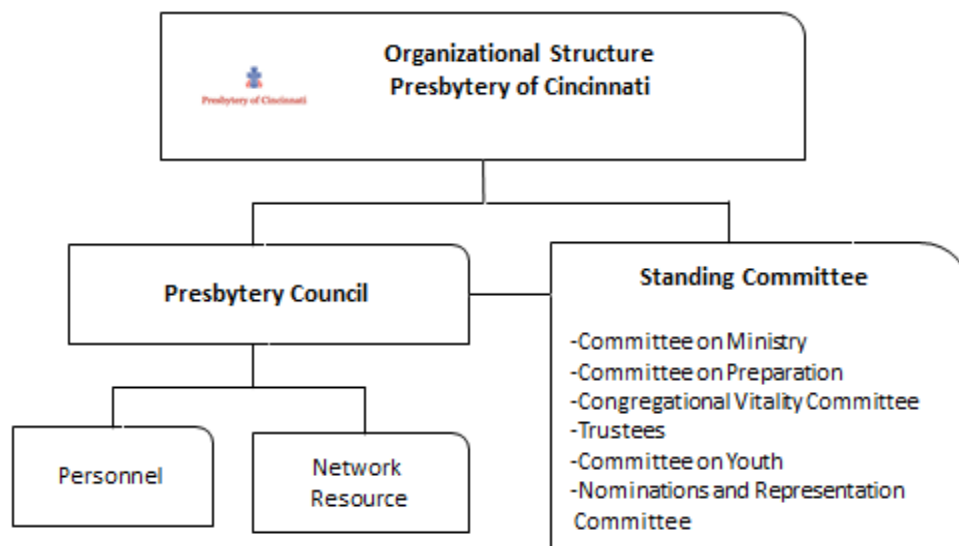 Organizational Structure
Presbytery of Cincinnati
Presbytery of Cincinnati
Presbytery Council
Standing Committee
-Committee on Ministry
-Committee on Preparation
-Congregational Vitality Committee
-Trustees
-Committee on Youth
-Nominations and Representation
Committee
Personnel
Network
Resource